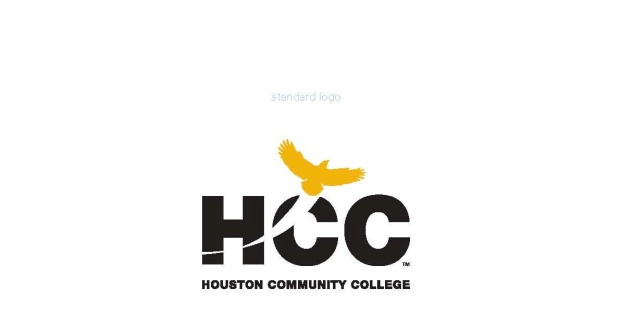 standard logo
HCC
™
HOUSTON COMMUNITY COLLEGE